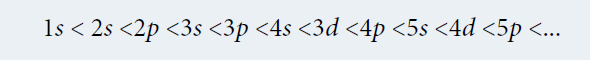 1s < 2s <2p <3s <3p <4s <3d <4p <5s <4d <5p <...